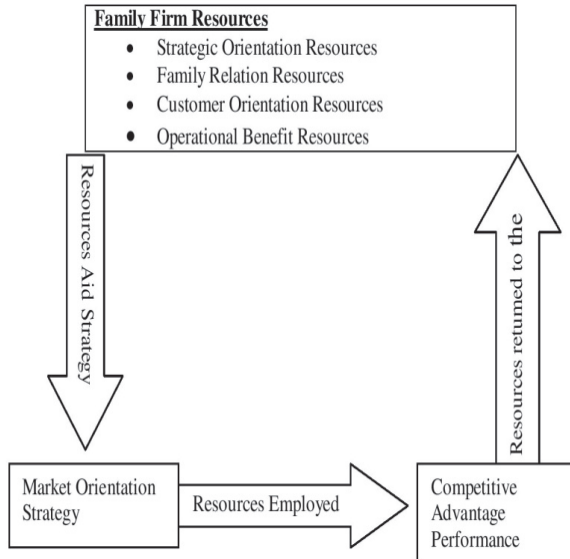 Family Firm Resources
• Strategic Orientation Resources
• Family Relation Resources
• Customer Orientation Resources
• Operational Benefit Resources
Resources Aid Strategy
Resources returned to the
Market Orientation
Strategy
Resources Employed
Competitive
Advantage
Performance